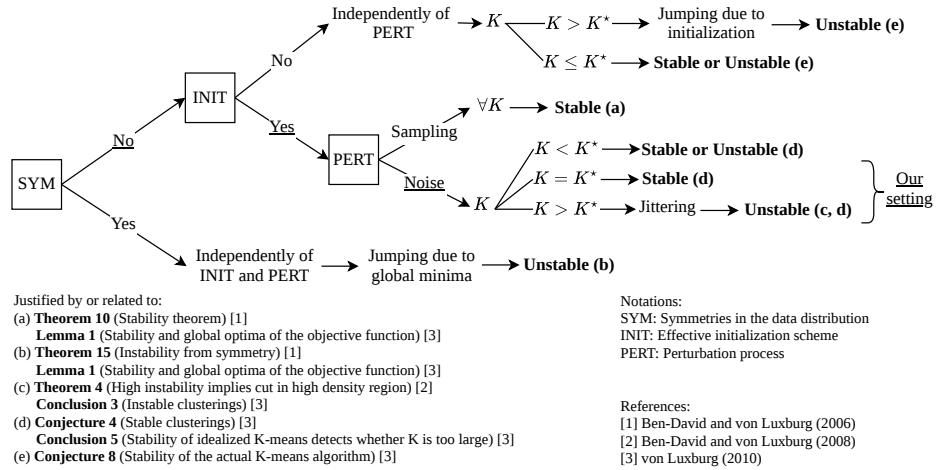 Independently of
PERT
K
K > K⋆
Jumping due to
initialization
Unstable (e)
K ≤ K⋆
Stable or Unstable (e)
No
INIT
Yes
No
SYM
Yes
PERT
Sampling
∀K
Stable (a)
Noise
K
K < K⋆
Stable or Unstable (d)
K = K⋆
Stable (d)
K > K⋆
Jittering
Unstable (c, d)
Our
setting
Independently of
INIT and PERT
Jumping due to
global minima
Unstable (b)
Justified by or related to:
(a) Theorem 10 (Stability theorem) [1]
Lemma 1 (Stability and global optima of the objective function) [3]
(b) Theorem 15 (Instability from symmetry) [1]
Lemma 1 (Stability and global optima of the objective function) [3]
(c) Theorem 4 (High instability implies cut in high density region) [2]
Conclusion 3 (Instable clusterings) [3]
(d) Conjecture 4 (Stable clusterings) [3]
Conclusion 5 (Stability of idealized K-means detects whether K is too large) [3]
(e) Conjecture 8 (Stability of the actual K-means algorithm) [3]
Notations:
SYM: Symmetries in the data distribution
INIT: Effective initialization scheme
PERT: Perturbation process
References:
[1] Ben-David and von Luxburg (2006)
[2] Ben-David and von Luxburg (2008)
[3] von Luxburg (2010)